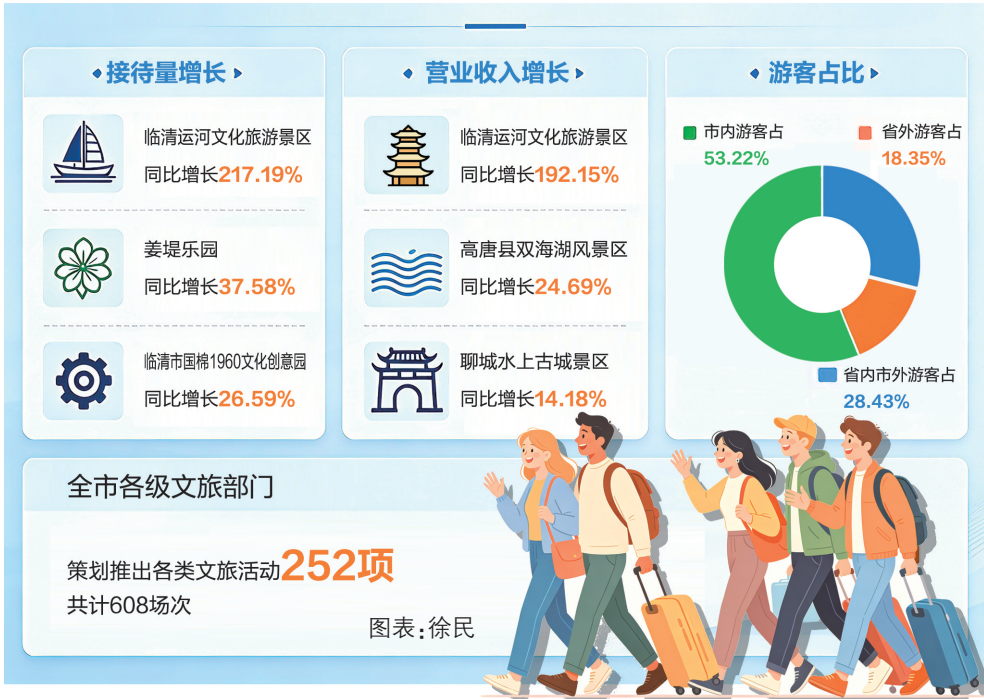 接待量增长
临清运河文化旅游景区
同比增长217.19%
姜堤乐园
同比增长37.58%
临清市国棉1960文化创意园
同比增长26.59%
营业收入增长
临清运河文化旅游景区
同比增长192.15%
高唐县双海湖风景区
同比增长24.69%
聊城水上古城景区
同比增长14.18%
游客占比
市内游客占
53.22%
省外游客占
18.35%
省内市外游客占
28.43%
全市各级文旅部门
策划推出各类文旅活动252项
共计608场次
图表:徐民